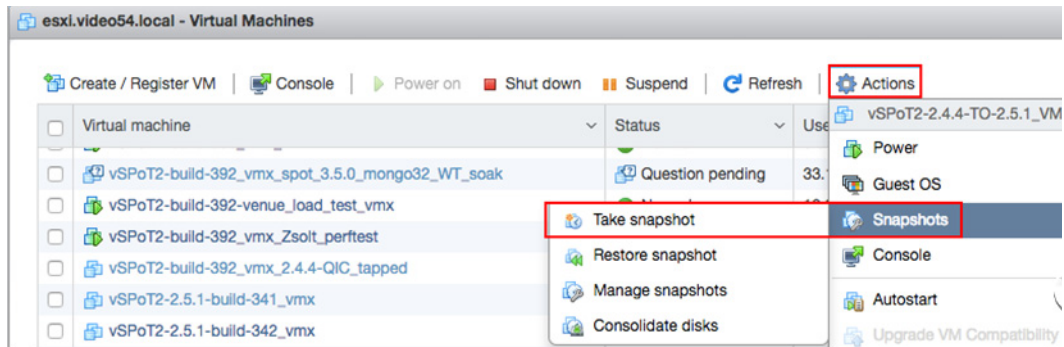 esxi.video54.local - Virtual Machines
Create / Register VM | Console | Power on Shut down Suspend | Refresh | Actions
Virtual machine Status Use
vSPoT2-2.4.4-TO-2.5.1_VM
Power
vSPoT2-build-392_vmx_spot_3.5.0_mongo32_WT_soak Question pending 33.
Guest OS
vSPoT2-build-392-venue_load_test_vmx
Take snapshot Snapshots
vSPoT2-build-392_vmx_Zsolt_perftest
Restore snapshot Console
vSPoT2-build-392_vmx_2.4.4-QIC_tapped
Manage snapshots Autostart
vSPoT2-2.5.1-build-341_vmx
Consolidate disks Upgrade VM Compatibility
vSPoT2-2.5.1-build-342_vmx